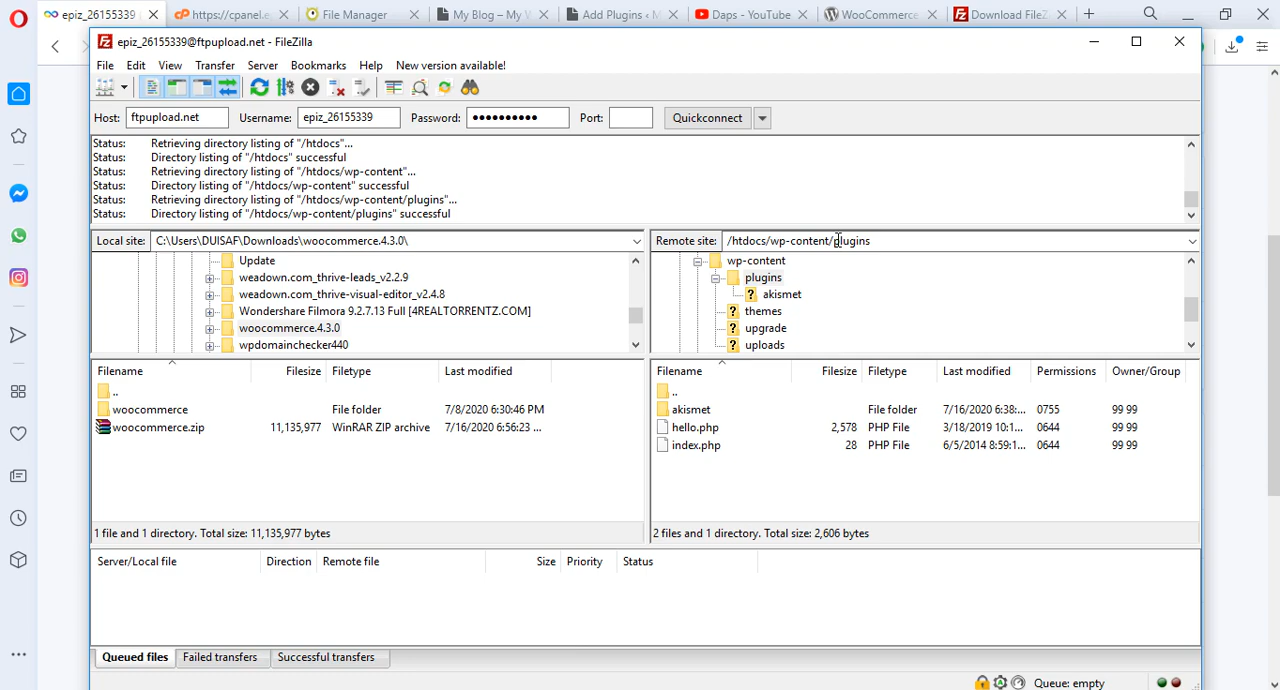 epiz_26155339
https://cpanel.e
File Manager
My Blog – My W
Add Plugins ‹ M
Daps - YouTube
WooCommerce
Download FileZ
epiz_26155339@ftpupload.net - FileZilla
File Edit View Transfer Server Bookmarks Help New version available!
Host: ftpupload.net Username: epiz_26155339 Password: ●●●●●●●●●● Port: Quickconnect
Status: Retrieving directory listing of "/htdocs"...
Status: Directory listing of "/htdocs" successful
Status: Retrieving directory listing of "/htdocs/wp-content"...
Status: Directory listing of "/htdocs/wp-content" successful
Status: Retrieving directory listing of "/htdocs/wp-content/plugins"...
Status: Directory listing of "/htdocs/wp-content/plugins" successful
Local site: C:\Users\DUISAF\Downloads\woocommerce.4.3.0\
Update
weadown.com_thrive-leads_v2.2.9
weadown.com_thrive-visual-editor_v2.4.8
Wondershare Filmora 9.2.7.13 Full [4REALTORRENTZ.COM]
woocommerce.4.3.0
wpdomainchecker440
Remote site: /htdocs/wp-content/plugins
wp-content
plugins
? akismet
? themes
? upgrade
? uploads
Filename Filesize Filetype Last modified
..
woocommerce File folder 7/8/2020 6:30:46 PM
woocommerce.zip 11,135,977 WinRAR ZIP archive 7/16/2020 6:56:23 ...
1 file and 1 directory. Total size: 11,135,977 bytes
Filename Filesize Filetype Last modified Permissions Owner/Group
..
akismet File folder 7/16/2020 6:38:... 0755 99 99
hello.php 2,578 PHP File 3/18/2019 10:1... 0644 99 99
index.php 28 PHP File 6/5/2014 8:59:1... 0644 99 99
2 files and 1 directory. Total size: 2,606 bytes
Server/Local file Direction Remote file Size Priority Status
Queued files Failed transfers Successful transfers
Queue: empty